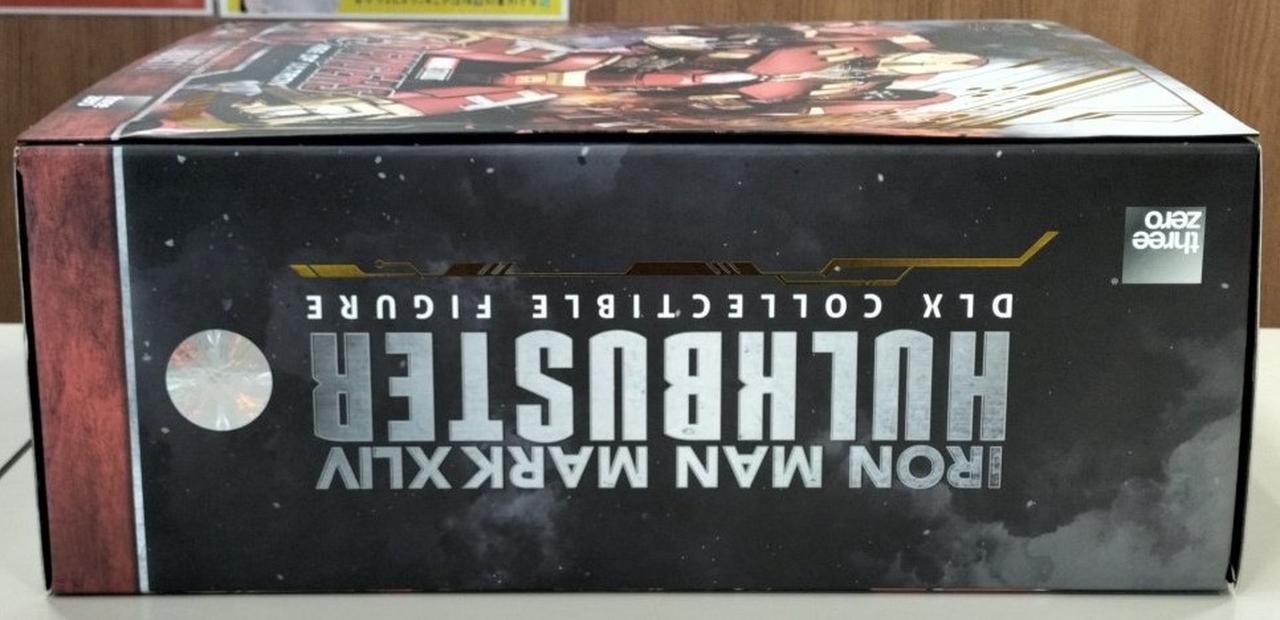 IRON MAN MARK XLIV
HULKBUSTER
DLX COLLECTIBLE FIGURE
three
zero